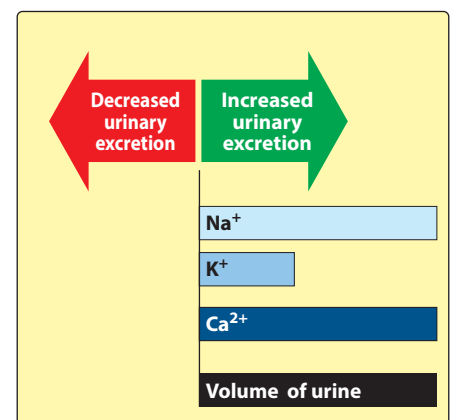 Decreased
urinary
excretion
Increased
urinary
excretion
Na⁺
K⁺
Ca²⁺
Volume of urine